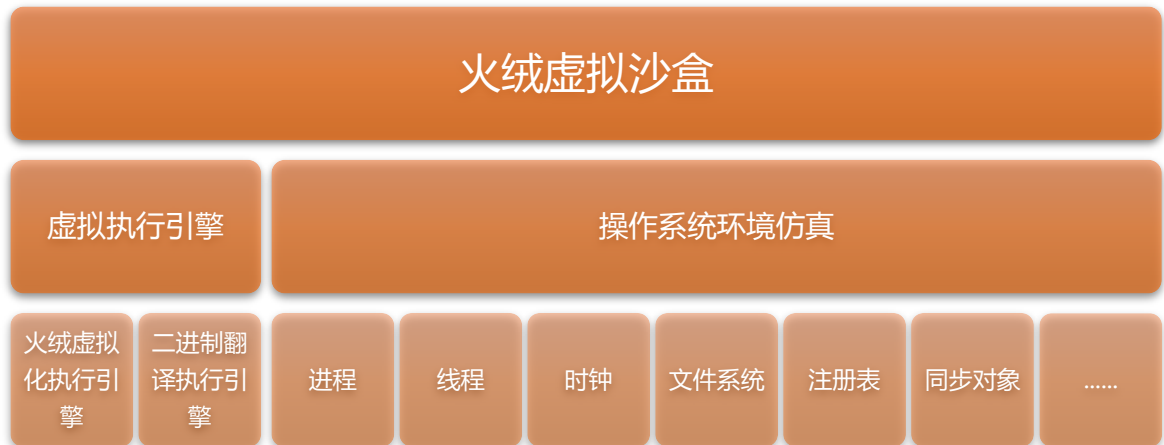 火绒虚拟沙盒
虚拟执行引擎
操作系统环境仿真
火绒虚拟
化执行引
擎
二进制翻
译执行引
擎
进程
线程
时钟
文件系统
注册表
同步对象
......